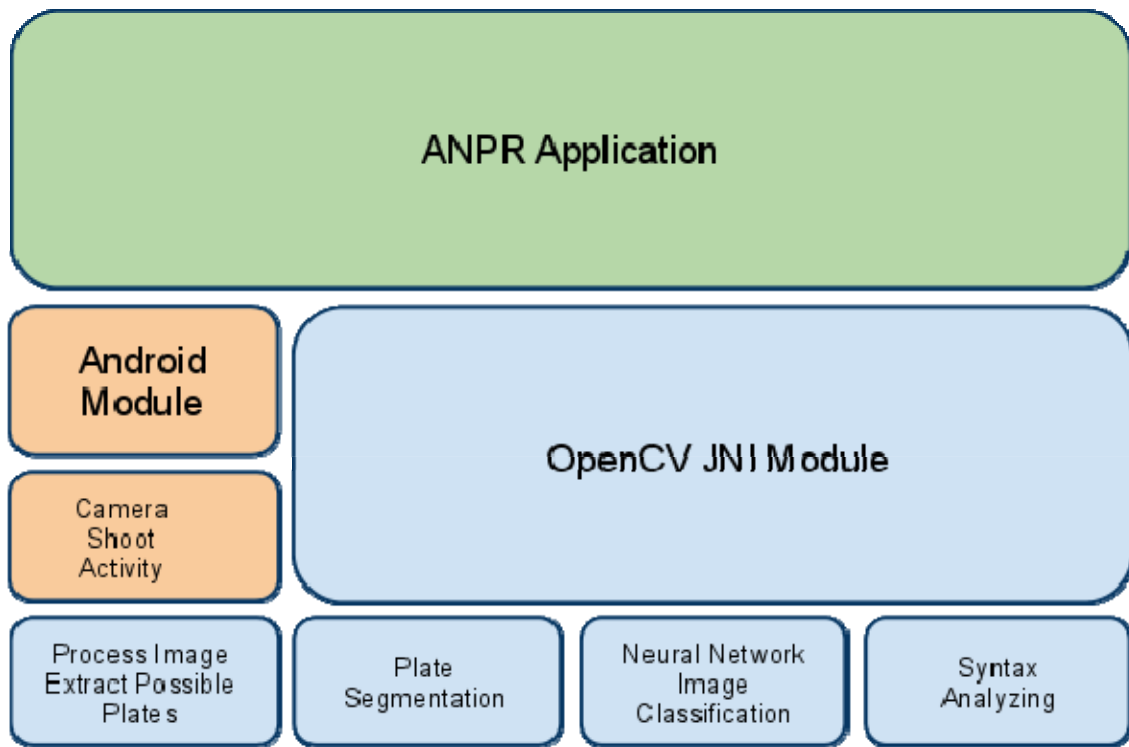 ANPR Application
Android
Module
OpenCV JNI Module
Camera
Shoot
Activity
Process Image
Extract Possible
Plates
Plate
Segmentation
Neural Network
Image
Classification
Syntax
Analyzing